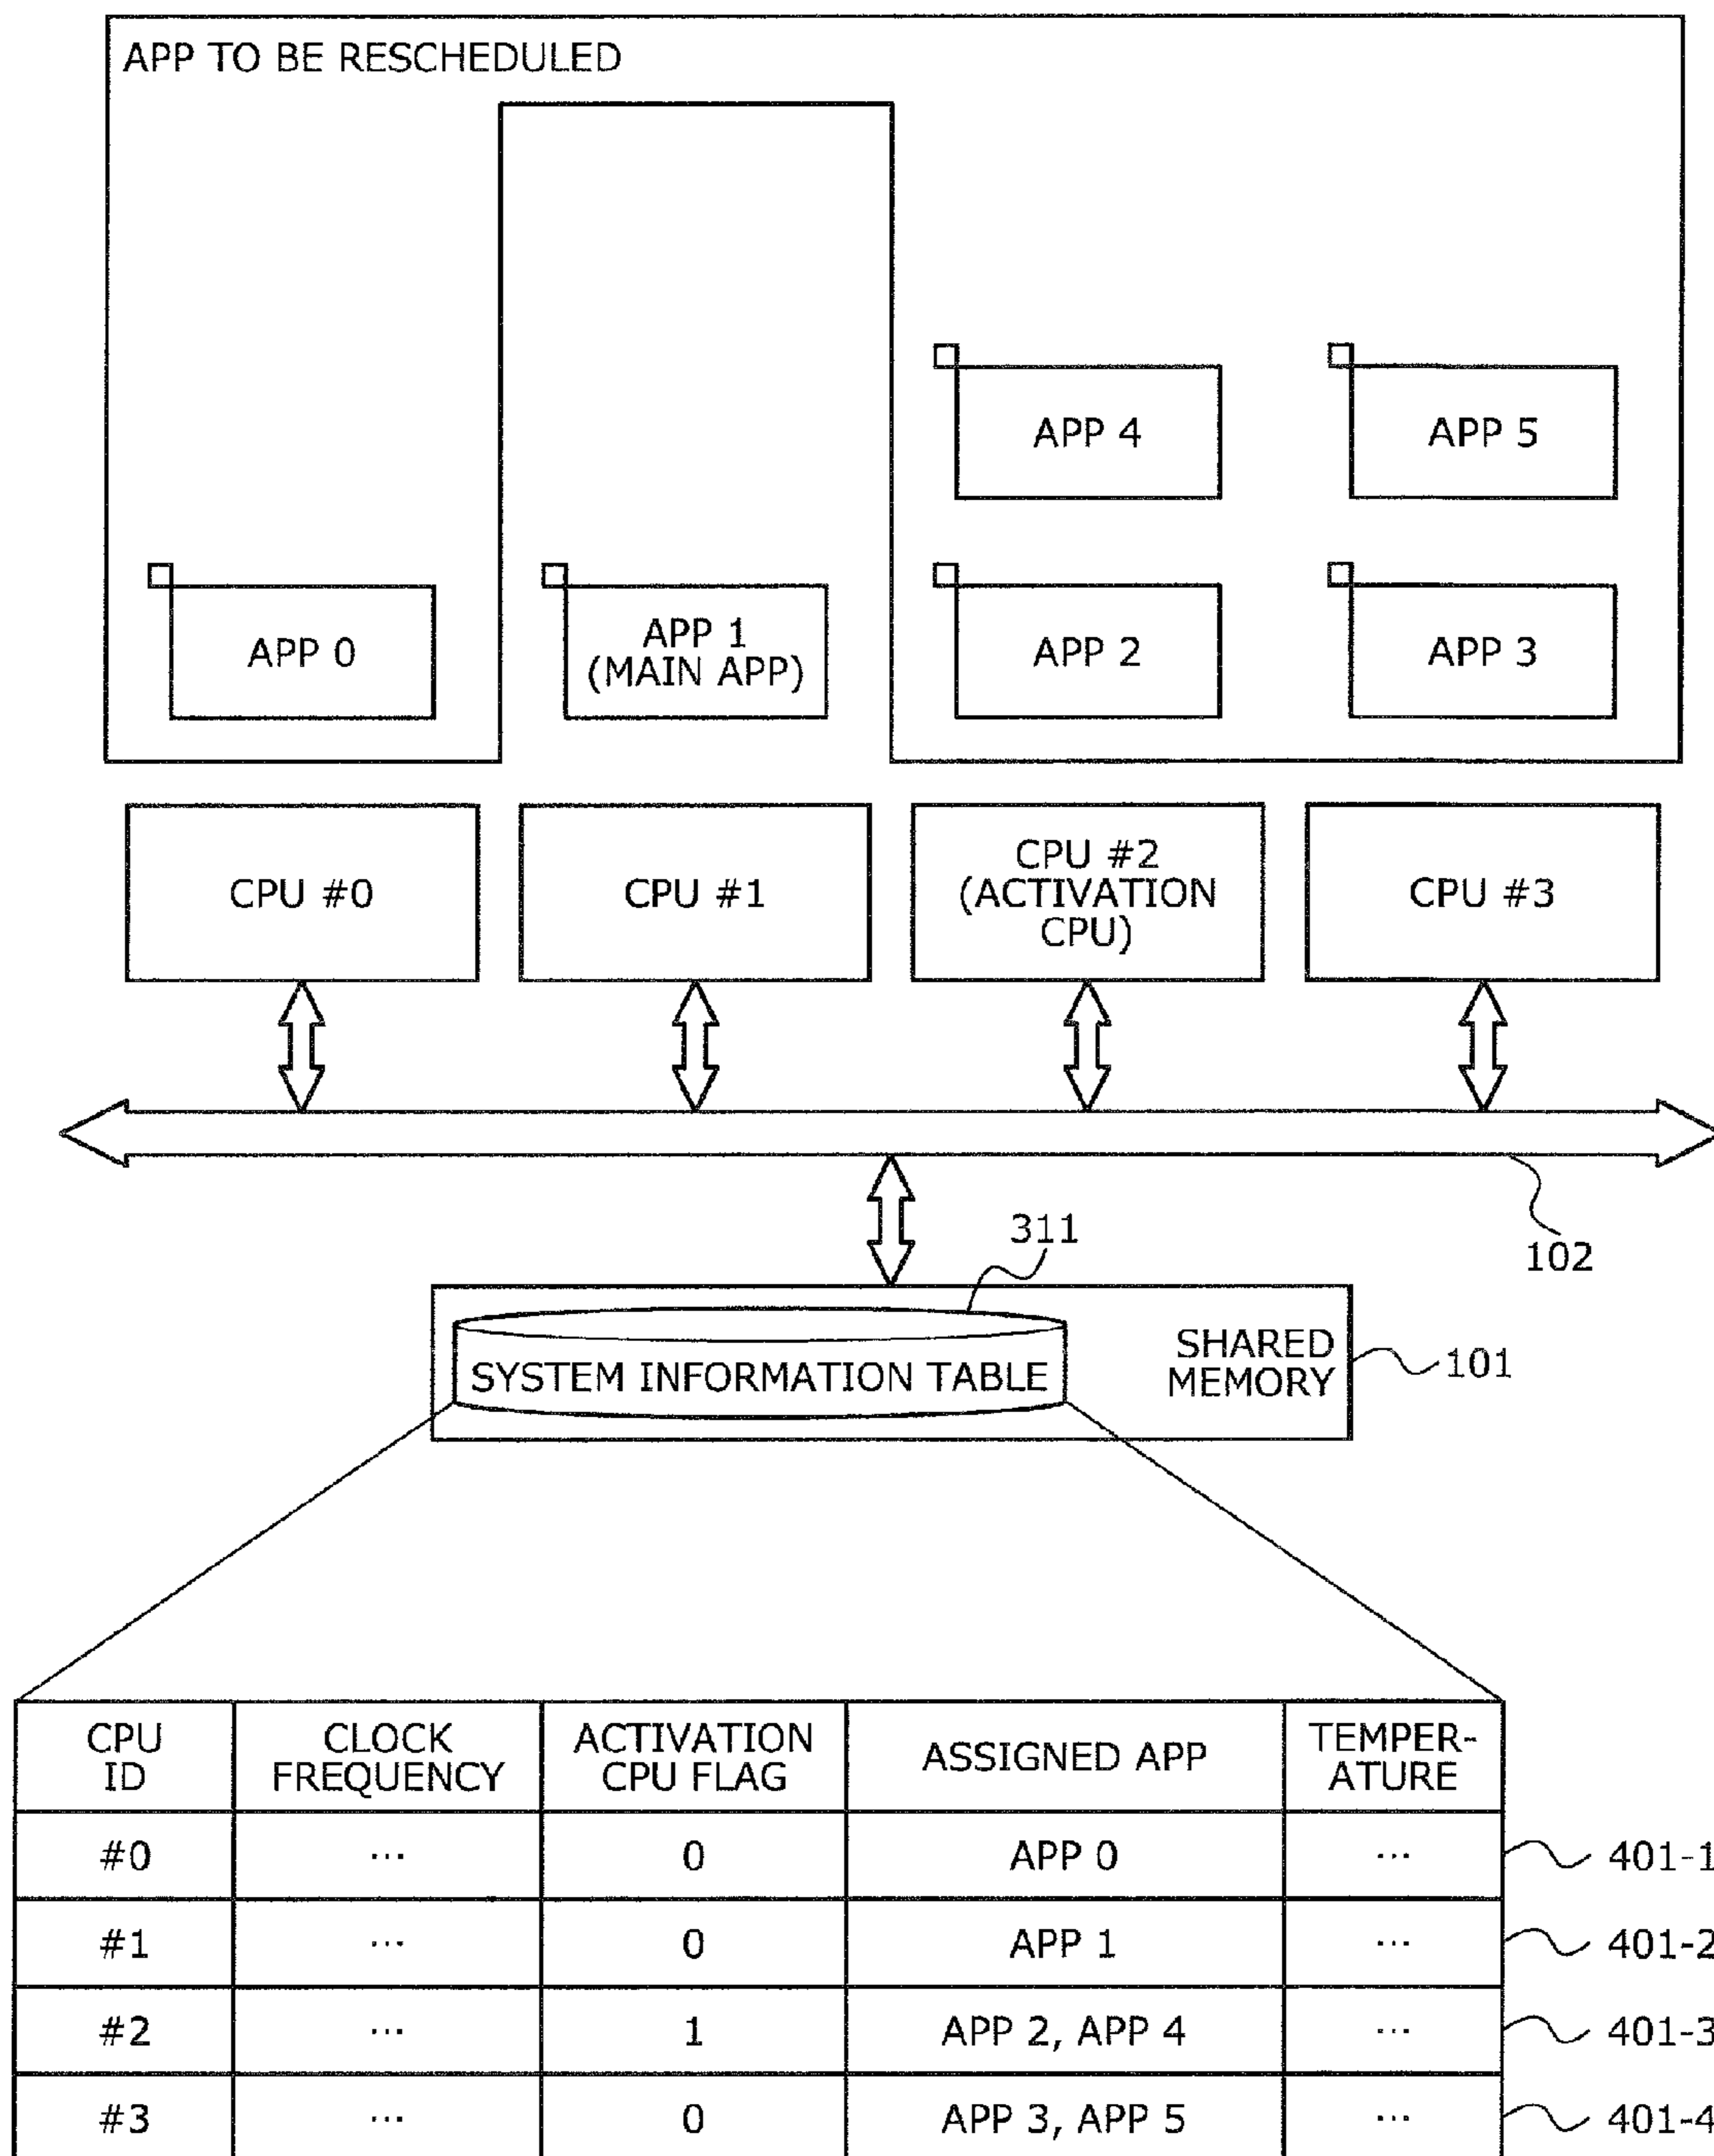 APP TO BE RESCHEDULED
APP 4
APP 5
APP 0
APP 1
(MAIN APP)
APP 2
APP 3
CPU #0
CPU #1
CPU #2
(ACTIVATION
CPU)
CPU #3
102
311
SYSTEM INFORMATION TABLE
SHARED
MEMORY
101
CPU
ID
CLOCK
FREQUENCY
ACTIVATION
CPU FLAG
ASSIGNED APP
TEMPER-
ATURE
#0 ... 0 APP 0 ... 401-1
#1 ... 0 APP 1 ... 401-2
#2 ... 1 APP 2, APP 4 ... 401-3
#3 ... 0 APP 3, APP 5 ... 401-4